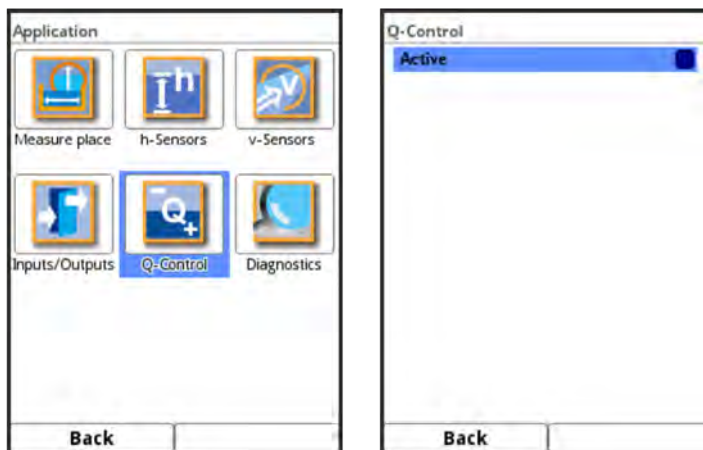 Application
Measure place
h-Sensors
v-Sensors
Inputs/Outputs
Q-Control
Diagnostics
Back
Q-Control
Active
Back